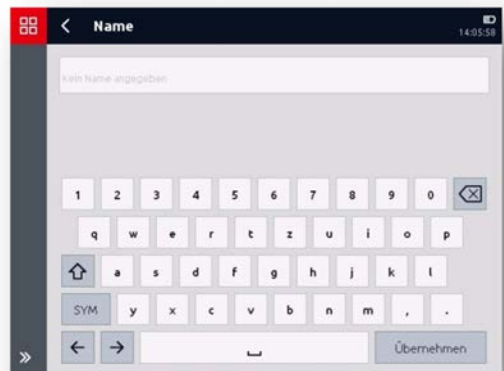 Name
14:05:58
Kein Name angegeben
1 2 3 4 5 6 7 8 9 0
q w e r t z u i o p
a s d f g h j k l
SYM y x c v b n m , .
Übernehmen